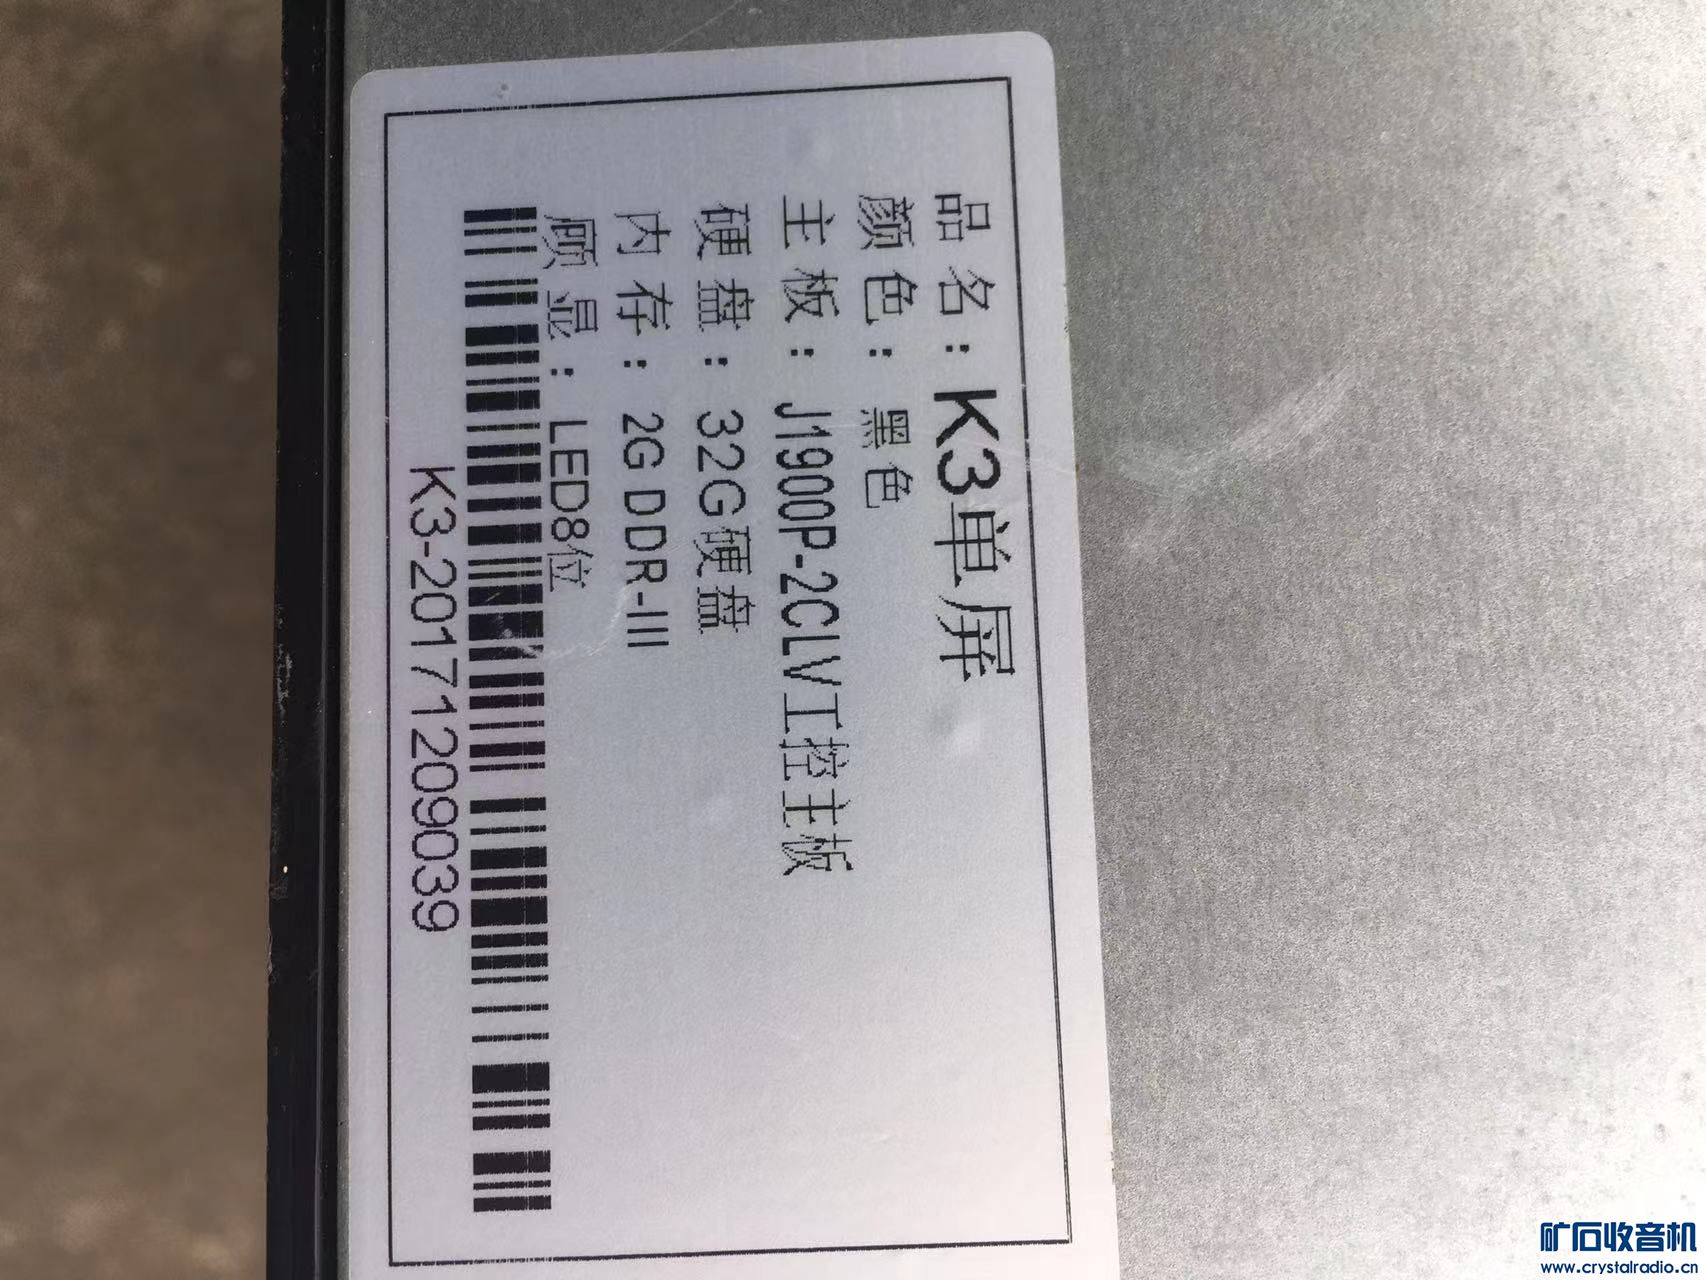 品名：K3单屏
颜色：黑色
主板：J1900P-2CLV工控主板
硬盘：32G硬盘
内存：2G DDR-III
顾显：LED8位
K3-20171209039
矿石收音机
www.crystalradio.cn